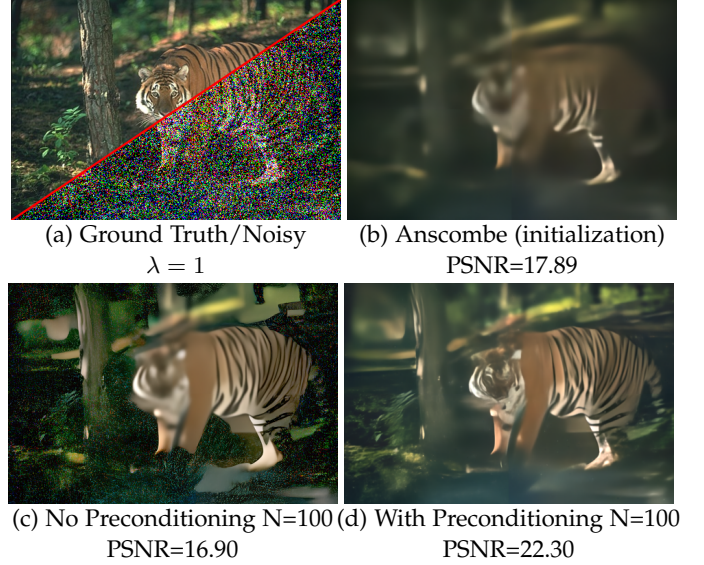 (a) Ground Truth/Noisy
λ = 1
(b) Anscombe (initialization)
PSNR=17.89
(c) No Preconditioning N=100
PSNR=16.90
(d) With Preconditioning N=100
PSNR=22.30